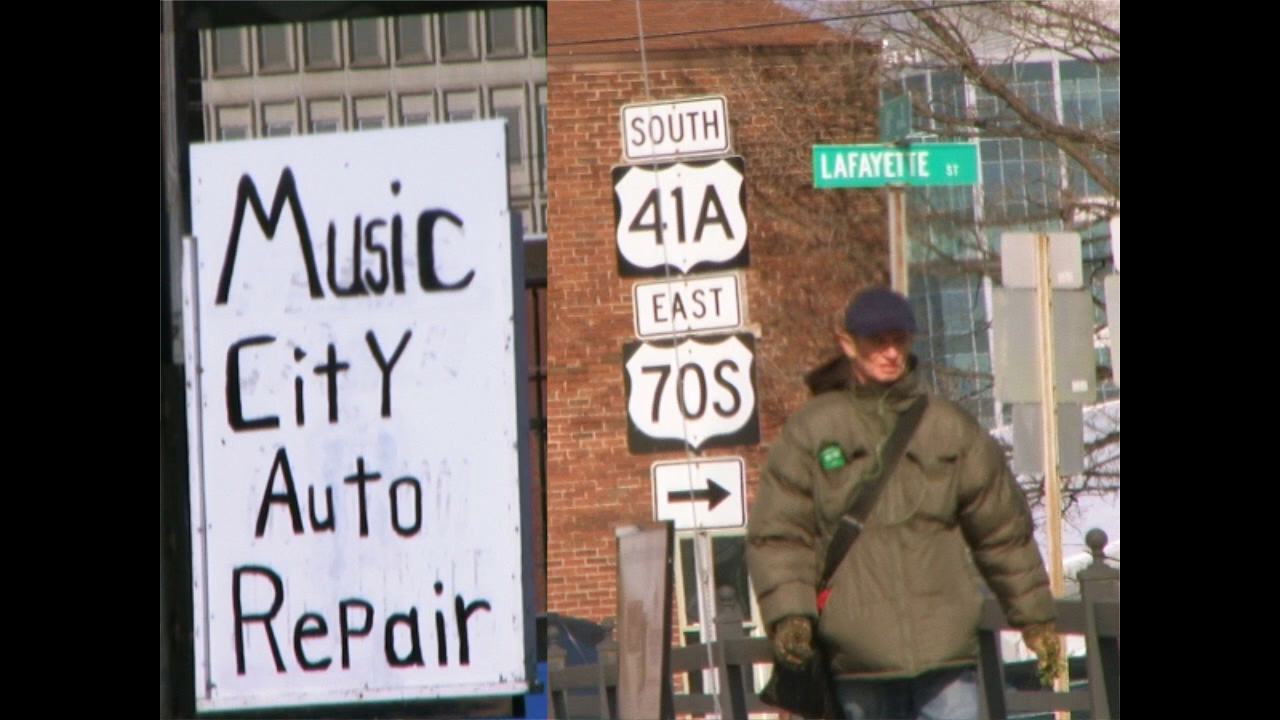 Music
City
Auto
Repair
SOUTH
41A
EAST
70S
LAFAYETTE ST